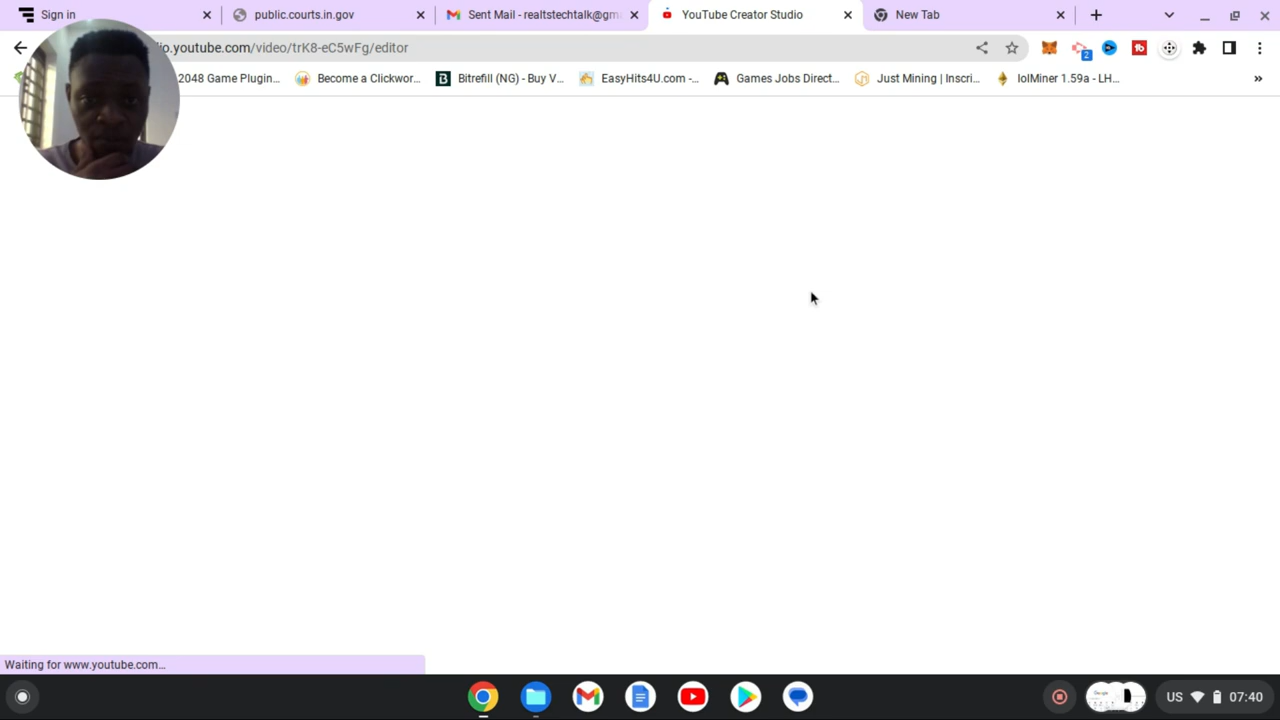 Sign in
public.courts.in.gov
Sent Mail - realtstechtalk@gm
YouTube Creator Studio
New Tab
io.youtube.com/video/trK8-eC5wFg/editor
2
2048 Game Plugin...
Become a Clickwor...
Bitrefill (NG) - Buy V...
EasyHits4U.com -...
Games Jobs Direct...
Just Mining | Inscri...
lolMiner 1.59a - LH...
Waiting for www.youtube.com...
US
07:40